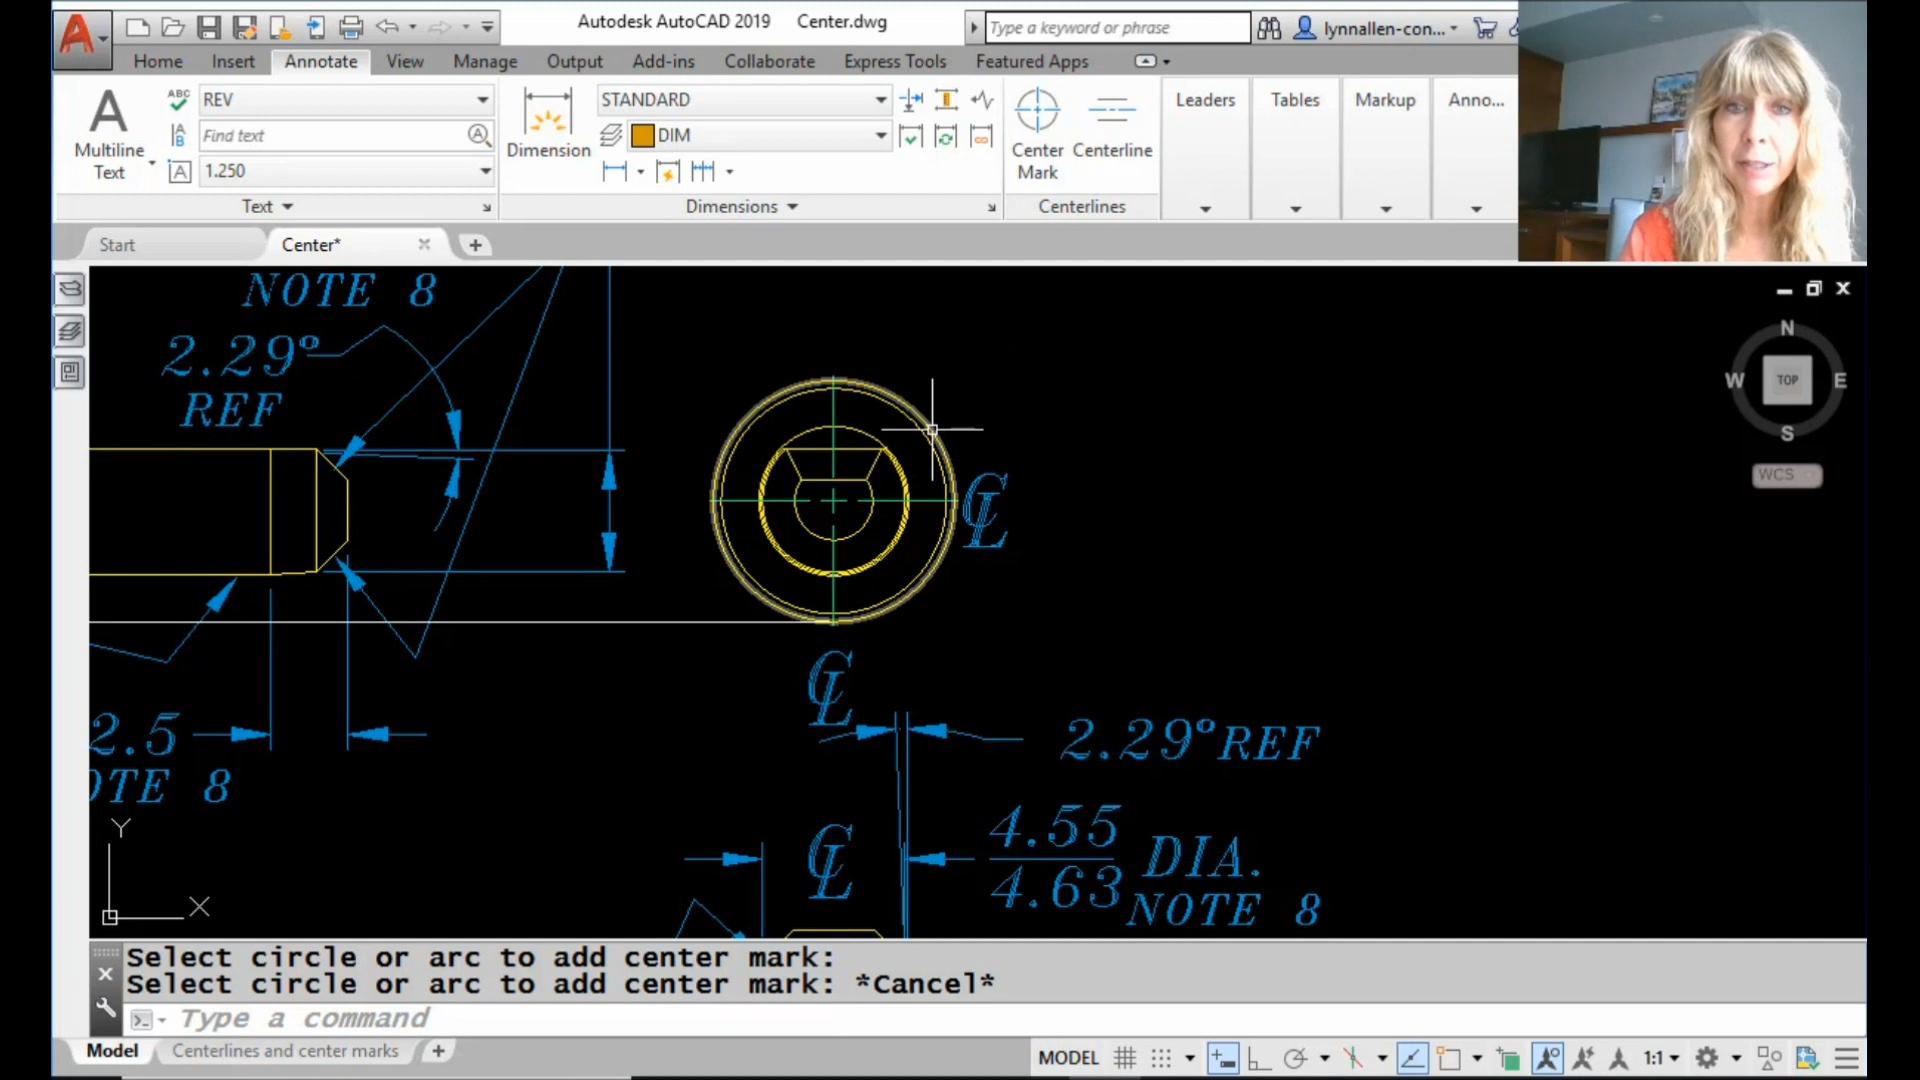 Autodesk AutoCAD 2019 Center.dwg
Type a keyword or phrase
lynnallen-con...
Home Insert Annotate View Manage Output Add-ins Collaborate Express Tools Featured Apps
A
Multiline
Text
ABC
REV
Find text
1.250
Text
Dimension
STANDARD
DIM
Dimensions
Center
Mark
Centerline
Centerlines
Leaders
Tables
Markup
Anno...
Start
Center*
NOTE 8
2.29°
REF
2.5
OTE 8
℄
℄
℄
2.29°REF
4.55
4.63
DIA.
NOTE 8
N
W TOP E
S
WCS
Y
X
Select circle or arc to add center mark:
Select circle or arc to add center mark: *Cancel*
Type a command
Model
Centerlines and center marks
MODEL
1:1